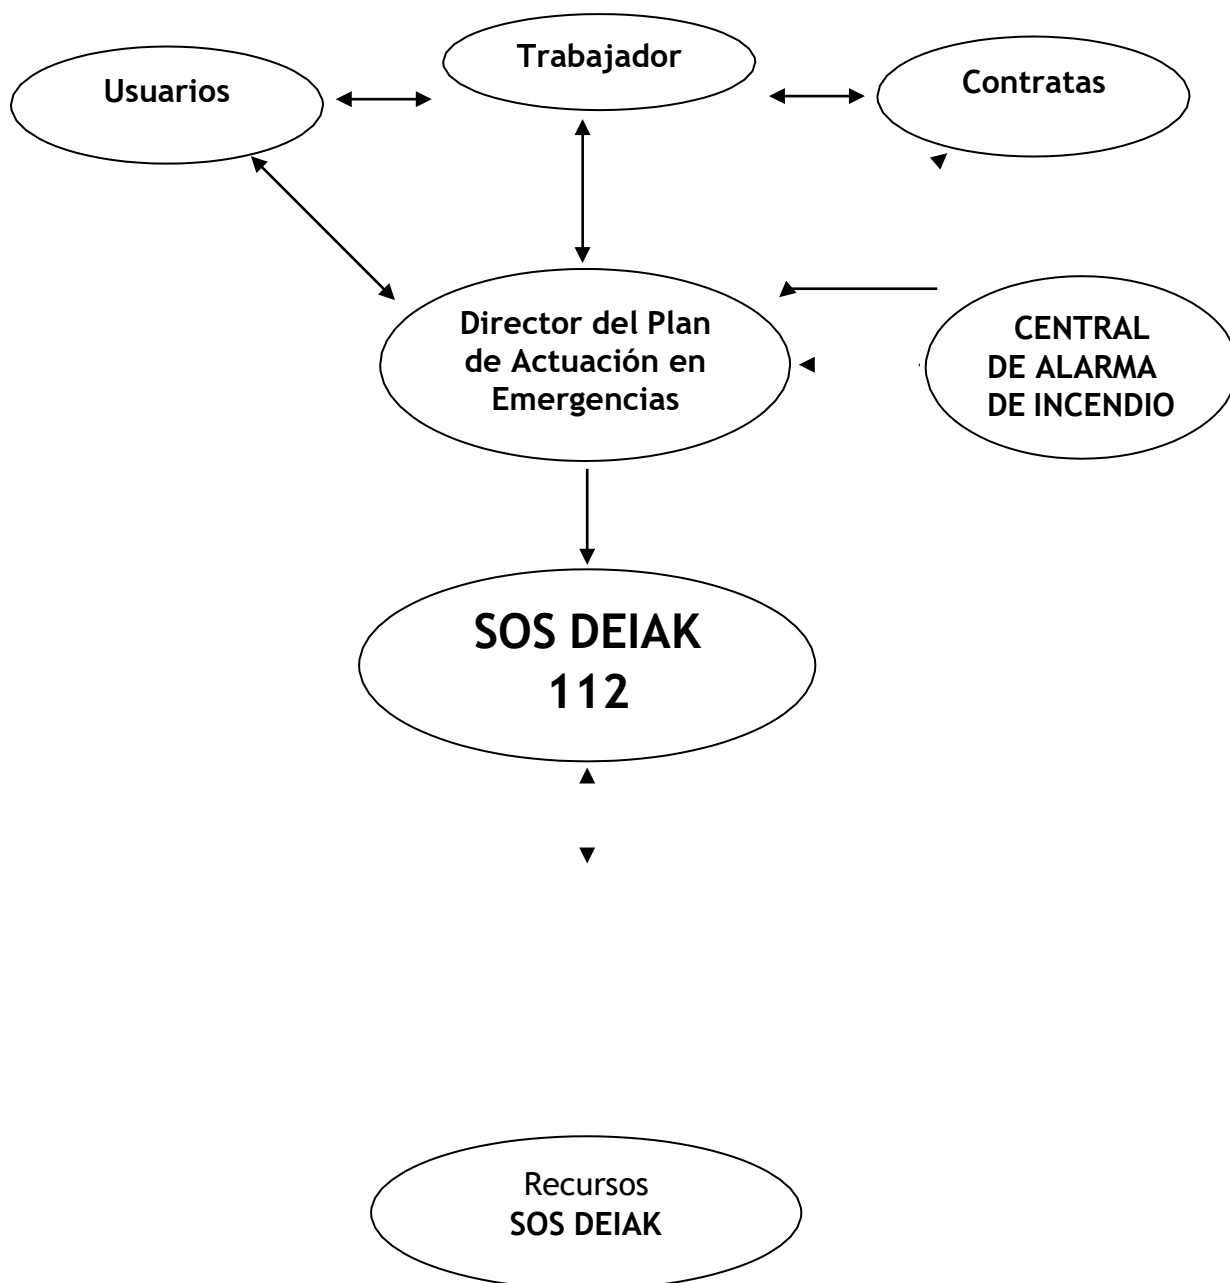 Usuarios
Trabajador
Contratas
Director del Plan
de Actuación en
Emergencias
CENTRAL
DE ALARMA
DE INCENDIO
SOS DEIAK
112
Recursos
SOS DEIAK